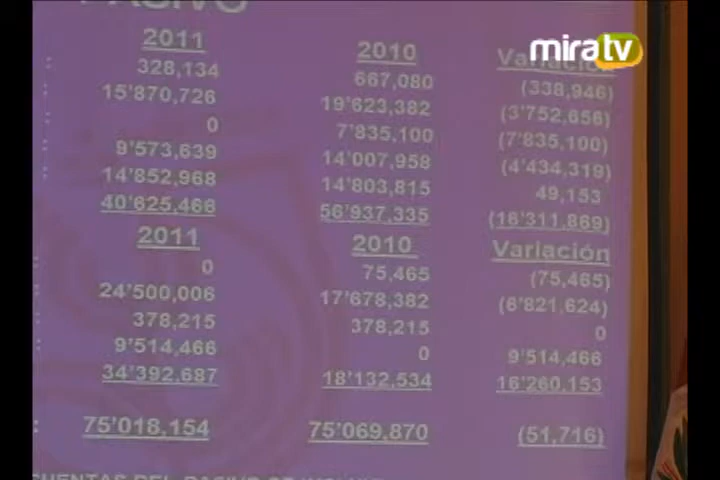 PASIVO
miratv
2011 2010 Variación
328,134 667,080 (338,946)
15'870,726 19'623,382 (3'752,656)
0 7'835,100 (7'835,100)
9'573,639 14'007,958 (4'434,319)
14'852,968 14'803,815 49,153
40'625,466 56'937,335 (16'311,869)
2011 2010 Variación
0 75,465 (75,465)
24'500,006 17'678,382 (6'821,624)
378,215 378,215 0
9'514,466 0 9'514,466
34'392,687 18'132,534 16'260,153
75'018,154 75'069,870 (51,716)
CUENTAS DEL PASIVO